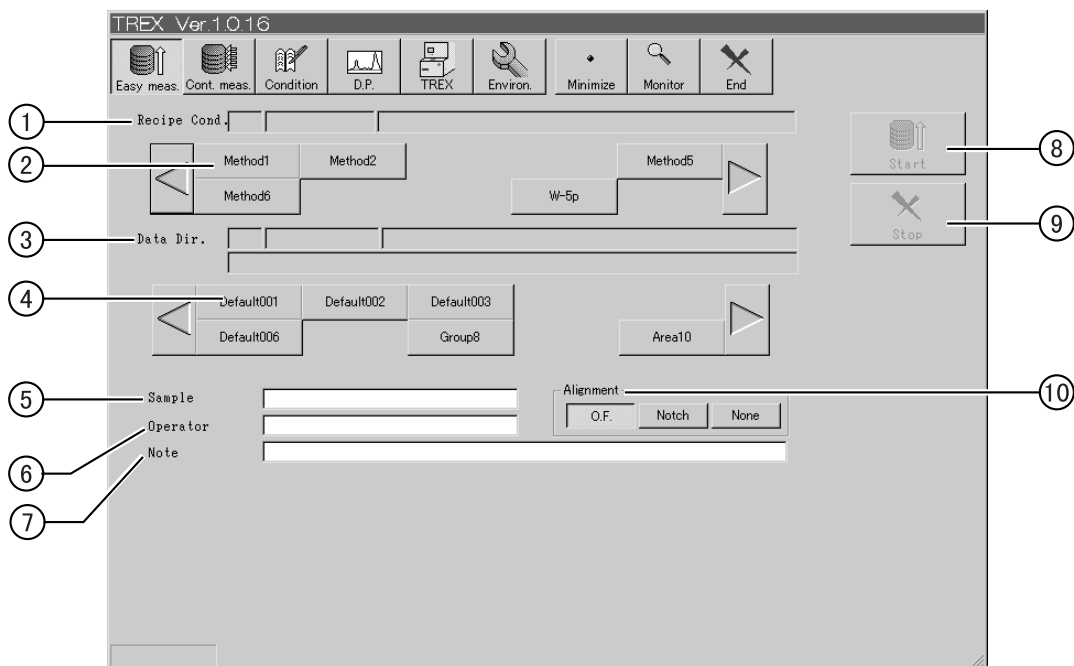 TREX Ver.1.0.16
Easy meas. Cont. meas. Condition D.P. TREX Environ. Minimize Monitor End
① Recipe Cond.
② Method1 Method2 Method5
Method6 W-5p
③ Data Dir.
④ Default001 Default002 Default003
Default006 Group8 Area10
⑤ Sample
⑥ Operator
⑦ Note
Alignment ⑩
O.F. Notch None
Start ⑧
Stop ⑨